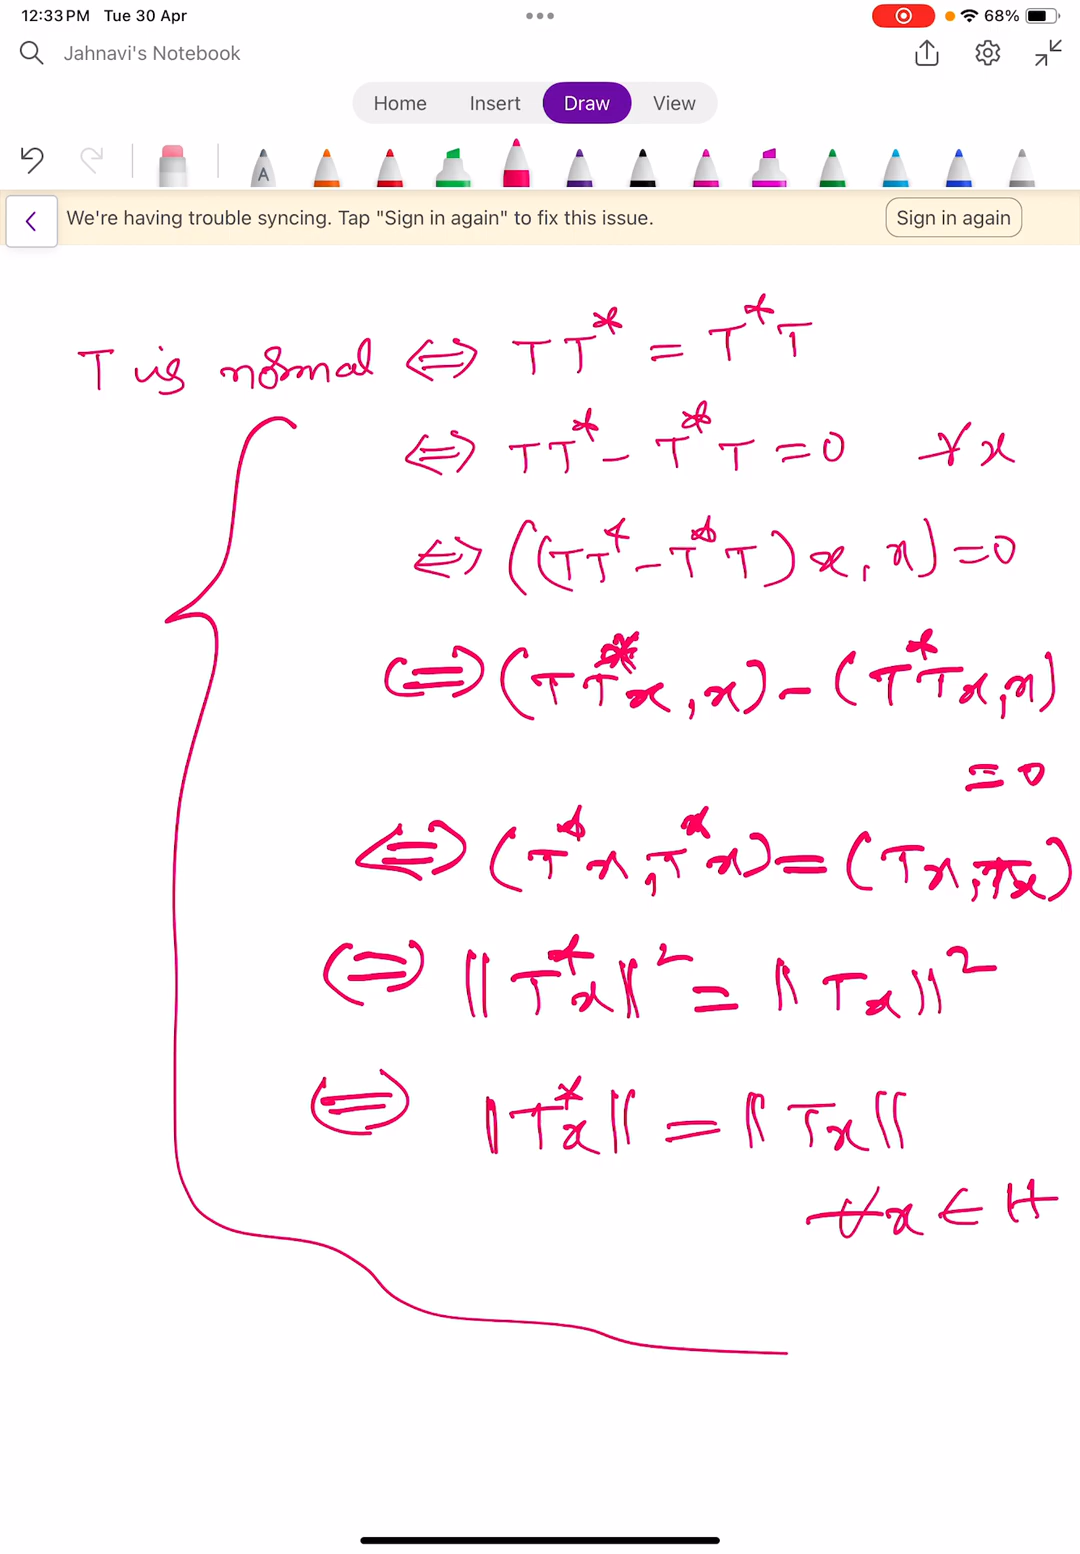 12:33 PM Tue 30 Apr 68%
Jahnavi's Notebook
Home Insert Draw View
A
We're having trouble syncing. Tap "Sign in again" to fix this issue. Sign in again
T is normal ⇔ TT* = T*T
⇔ TT* - T*T = 0 ∀x
⇔ ((TT* - T*T)x, x) = 0
⇔ (TT*x, x) - (T*Tx, x)
= 0
⇔ (T*x, T*x) = (Tx, Tx)
⇔ ||T*x||² = ||Tx||²
⇔ ||T*x|| = ||Tx||
∀x ∈ H